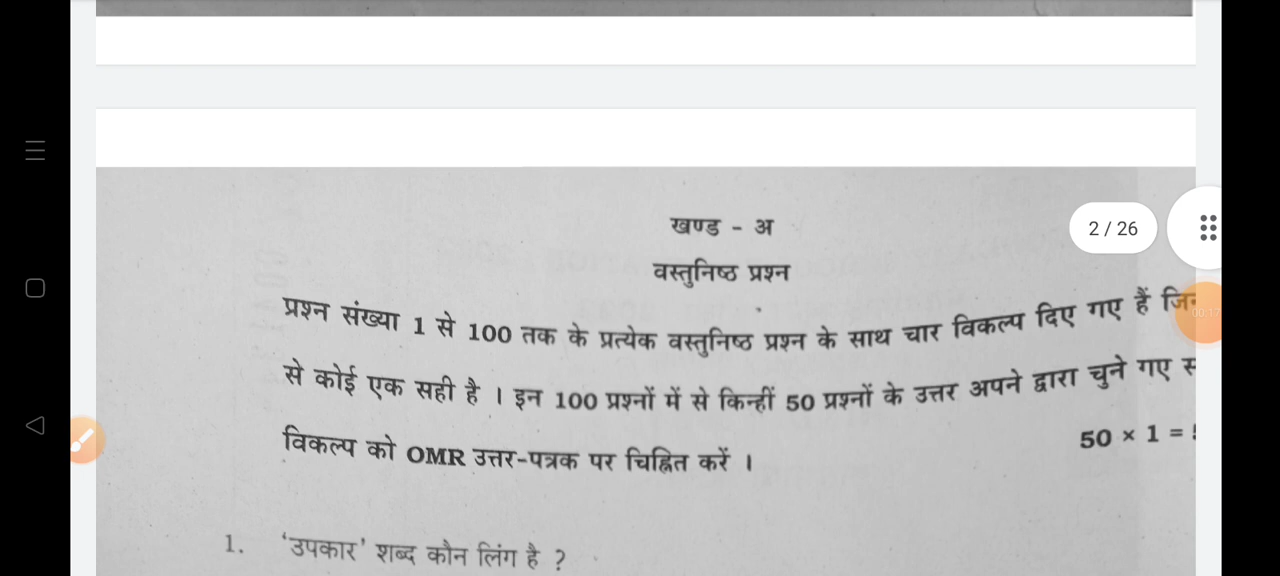 2 / 26
खण्ड - अ
वस्तुनिष्ठ प्रश्न
प्रश्न संख्या 1 से 100 तक के प्रत्येक वस्तुनिष्ठ प्रश्न के साथ चार विकल्प दिए गए हैं
से कोई एक सही है । इन 100 प्रश्नों में से किन्हीं 50 प्रश्नों के उत्तर अपने द्वारा चुने गए
विकल्प को OMR उत्तर-पत्रक पर चिह्नित करें ।
50 × 1 =
1. 'उपकार' शब्द कौन लिंग है ?